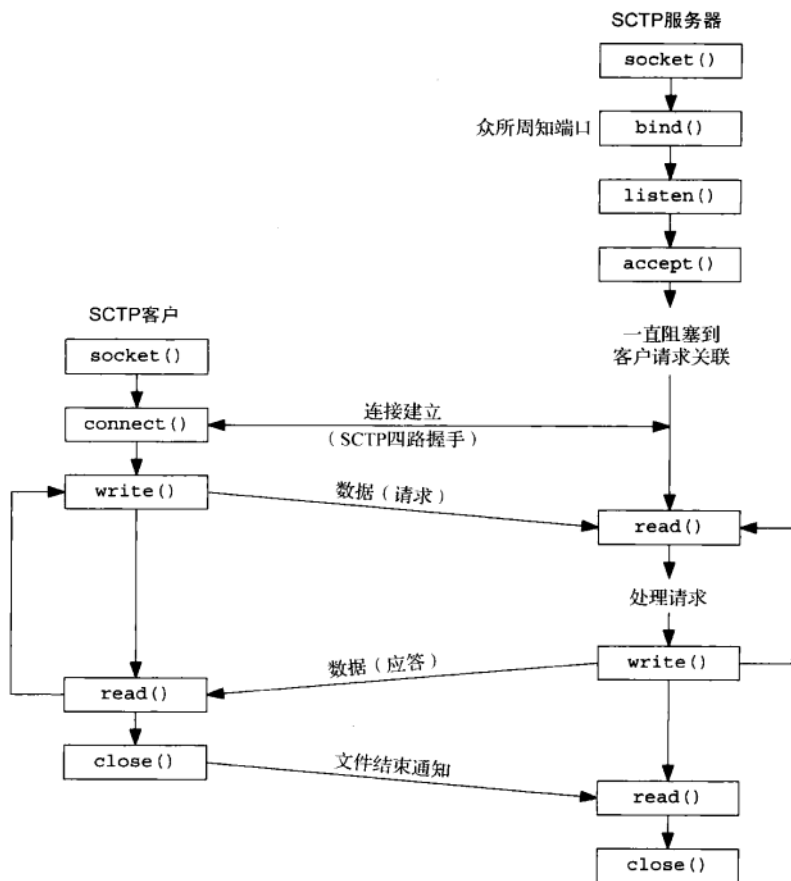 SCTP服务器
socket()
众所周知端口
bind()
listen()
accept()
一直阻塞到
客户请求关联
SCTP客户
socket()
connect()
连接建立
（SCTP四路握手）
write()
数据（请求）
read()
处理请求
write()
数据（应答）
read()
close()
文件结束通知
read()
close()